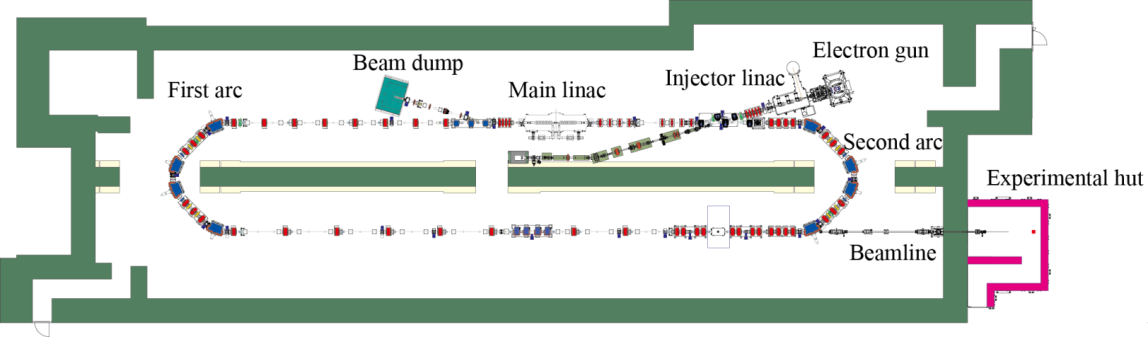 Electron gun
Beam dump
Injector linac
First arc
Main linac
Second arc
Experimental hut
Beamline